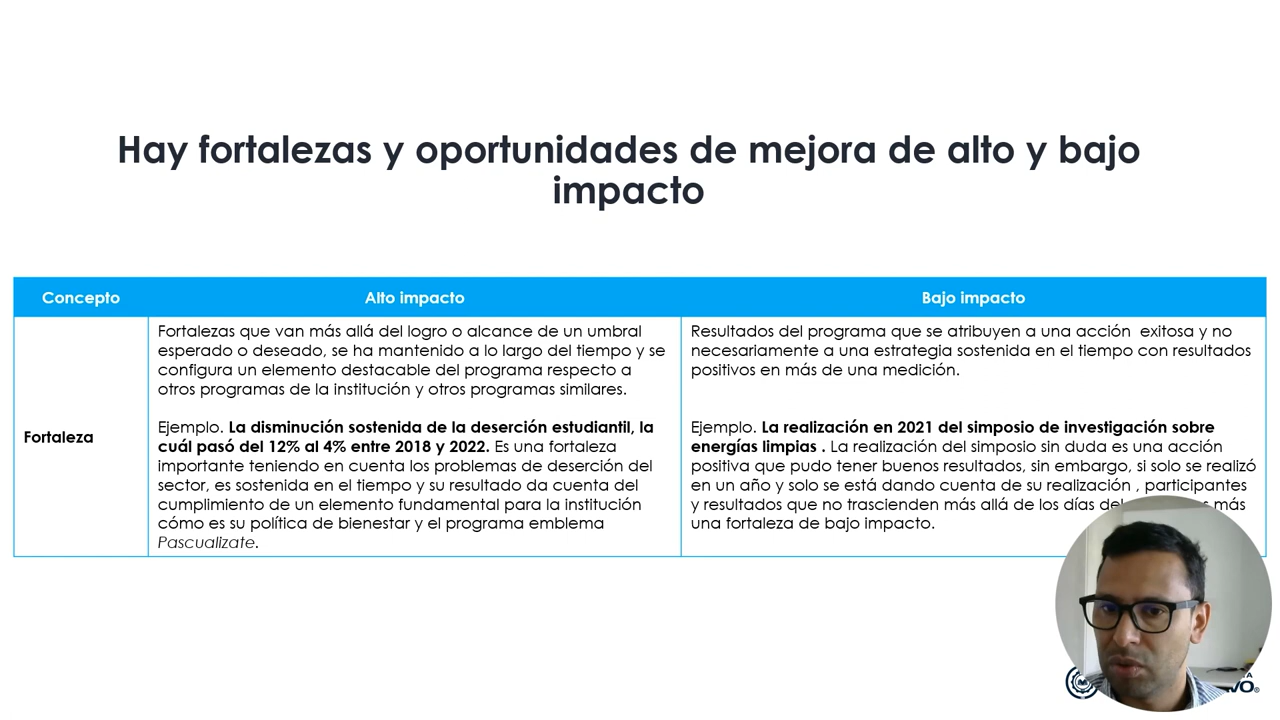 Hay fortalezas y oportunidades de mejora de alto y bajo
impacto
Concepto
Alto impacto
Bajo impacto
Fortaleza
Fortalezas que van más allá del logro o alcance de un umbral
esperado o deseado, se ha mantenido a lo largo del tiempo y se
configura un elemento destacable del programa respecto a
otros programas de la institución y otros programas similares.
Ejemplo. La disminución sostenida de la deserción estudiantil, la
cuál pasó del 12% al 4% entre 2018 y 2022. Es una fortaleza
importante teniendo en cuenta los problemas de deserción del
sector, es sostenida en el tiempo y su resultado da cuenta del
cumplimiento de un elemento fundamental para la institución
cómo es su política de bienestar y el programa emblema
Pascualizate.
Resultados del programa que se atribuyen a una acción  exitosa y no
necesariamente a una estrategia sostenida en el tiempo con resultados
positivos en más de una medición.
Ejemplo. La realización en 2021 del simposio de investigación sobre
energías limpias . La realización del simposio sin duda es una acción
positiva que pudo tener buenos resultados, sin embargo, si solo se realizó
en un año y solo se está dando cuenta de su realización , participantes
y resultados que no trascienden más allá de los días del más
una fortaleza de bajo impacto.